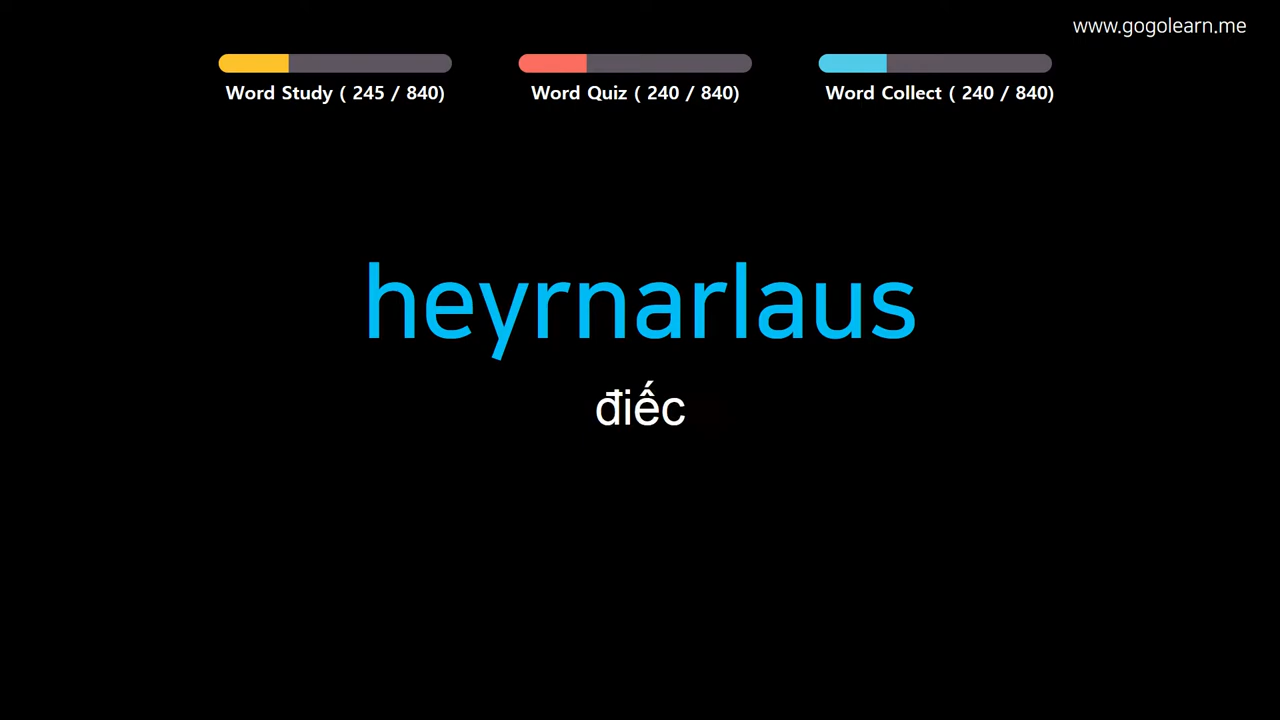 www.gogolearn.me
Word Study ( 245 / 840)
Word Quiz ( 240 / 840)
Word Collect ( 240 / 840)
heyrnarlaus
điếc